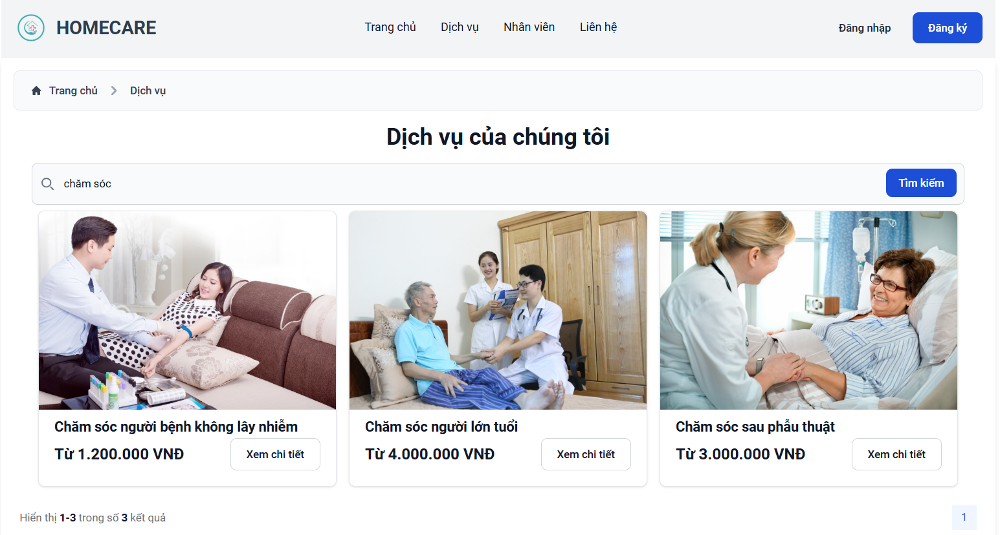 HOMECARE
Trang chủ Dịch vụ Nhân viên Liên hệ
Đăng nhập Đăng ký
Trang chủ Dịch vụ
Dịch vụ của chúng tôi
chăm sóc Tìm kiếm
Chăm sóc người bệnh không lây nhiễm
Từ 1.200.000 VNĐ Xem chi tiết
Chăm sóc người lớn tuổi
Từ 4.000.000 VNĐ Xem chi tiết
Chăm sóc sau phẫu thuật
Từ 3.000.000 VNĐ Xem chi tiết
Hiển thị 1-3 trong số 3 kết quả
1